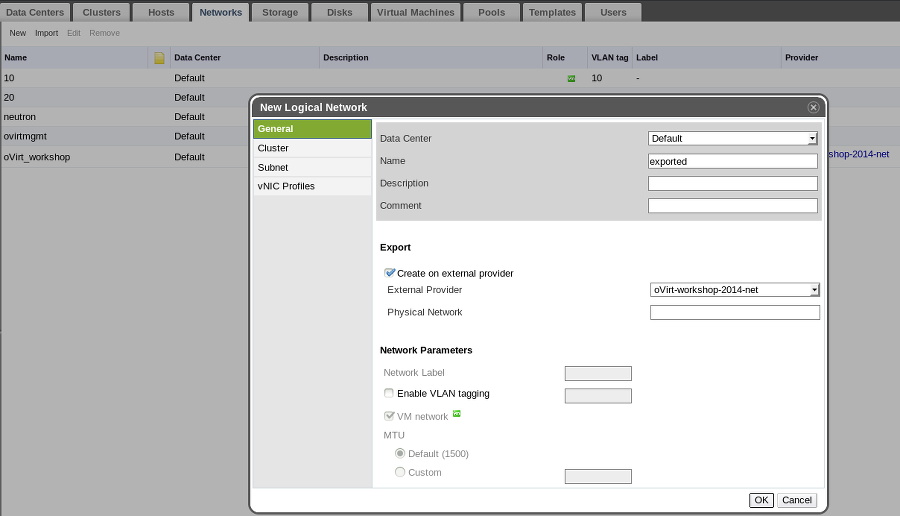 Data Centers Clusters Hosts Networks Storage Disks Virtual Machines Pools Templates Users
New Import Edit Remove
Name Data Center Description Role VLAN tag Label Provider
10 Default 10 -
20 Default
neutron Default
ovirtmgmt Default
oVirt_workshop Default shop-2014-net
New Logical Network
General
Cluster
Subnet
vNIC Profiles
Data Center Default
Name exported
Description
Comment
Export
Create on external provider
External Provider oVirt-workshop-2014-net
Physical Network
Network Parameters
Network Label
Enable VLAN tagging
VM network
MTU
Default (1500)
Custom
OK Cancel